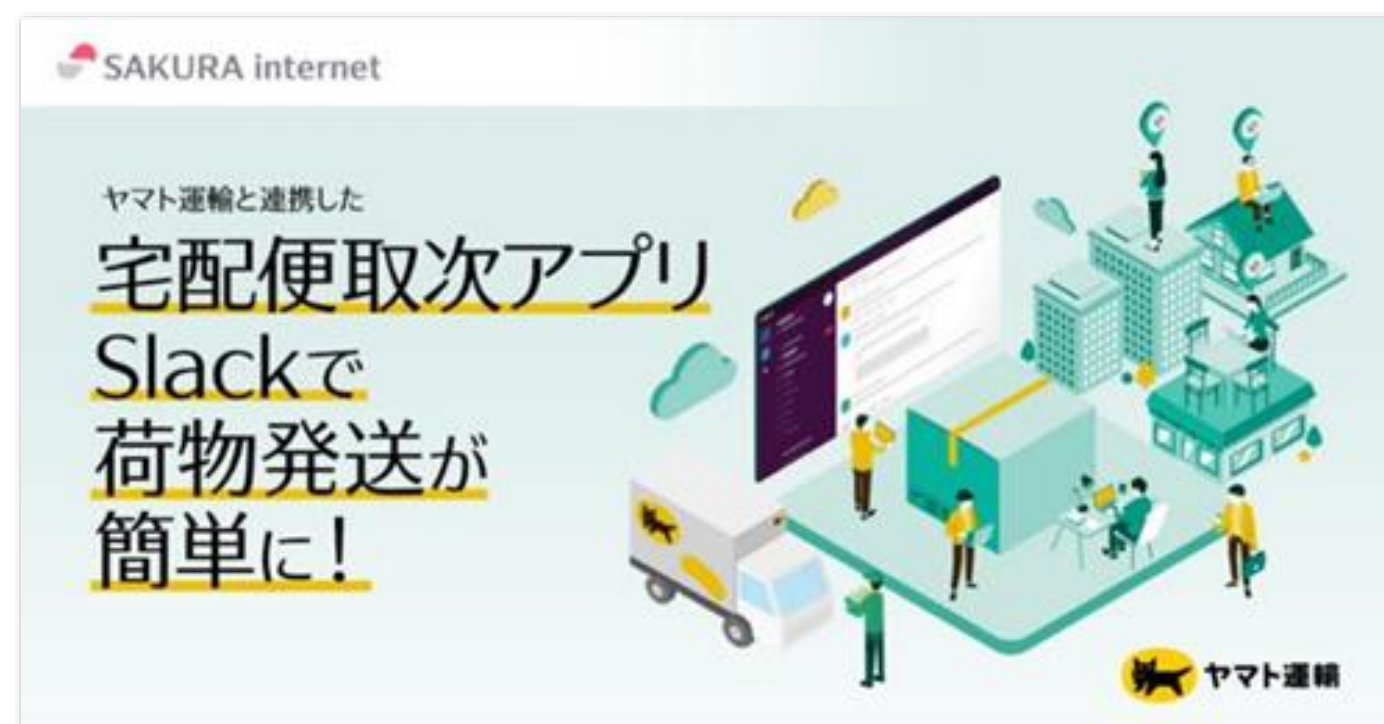 SAKURA internet
ヤマト運輸と連携した
宅配便取次アプリ
Slackで
荷物発送が
簡単に!
ヤマト運輸